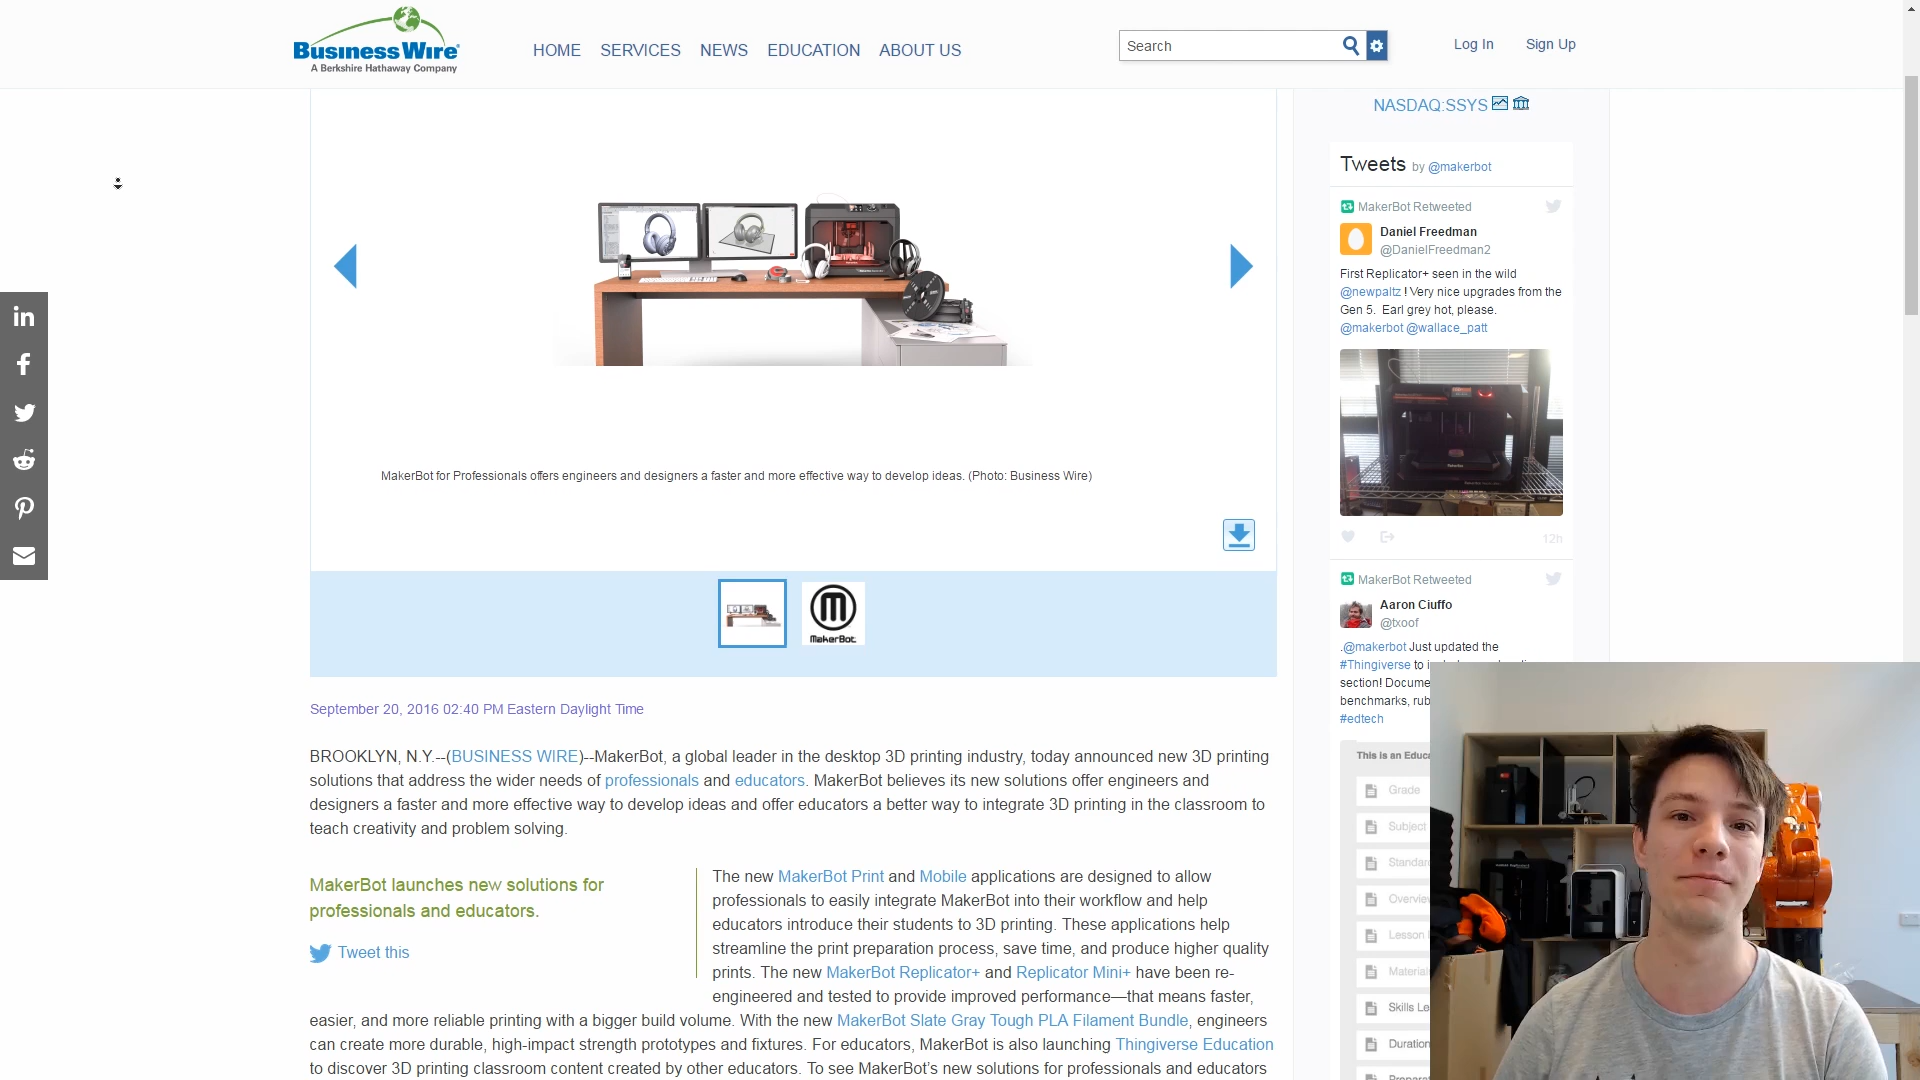 Business Wire
A Berkshire Hathaway Company
HOME SERVICES NEWS EDUCATION ABOUT US
Search
Log In Sign Up
MakerBot for Professionals offers engineers and designers a faster and more effective way to develop ideas. (Photo: Business Wire)
MakerBot
September 20, 2016 02:40 PM Eastern Daylight Time
BROOKLYN, N.Y.--(BUSINESS WIRE)--MakerBot, a global leader in the desktop 3D printing industry, today announced new 3D printing
solutions that address the wider needs of professionals and educators. MakerBot believes its new solutions offer engineers and
designers a faster and more effective way to develop ideas and offer educators a better way to integrate 3D printing in the classroom to
teach creativity and problem solving.
MakerBot launches new solutions for
professionals and educators.
Tweet this
The new MakerBot Print and Mobile applications are designed to allow
professionals to easily integrate MakerBot into their workflow and help
educators introduce their students to 3D printing. These applications help
streamline the print preparation process, save time, and produce higher quality
prints. The new MakerBot Replicator+ and Replicator Mini+ have been re-
engineered and tested to provide improved performance—that means faster,
easier, and more reliable printing with a bigger build volume. With the new MakerBot Slate Gray Tough PLA Filament Bundle, engineers
can create more durable, high-impact strength prototypes and fixtures. For educators, MakerBot is also launching Thingiverse Education
to discover 3D printing classroom content created by other educators. To see MakerBot's new solutions for professionals and educators
NASDAQ:SSYS
Tweets by @makerbot
MakerBot Retweeted
Daniel Freedman
@DanielFreedman2
First Replicator+ seen in the wild
@newpaltz ! Very nice upgrades from the
Gen 5. Earl grey hot, please.
@makerbot @wallace_patt
12h
MakerBot Retweeted
Aaron Ciuffo
@txoof
.@makerbot Just updated the
#Thingiverse to
section! Docume
benchmarks, rub
#edtech
This is an Educa
Grade
Subject
Standar
Overvie
Lesson
Materia
Skills Le
Duration